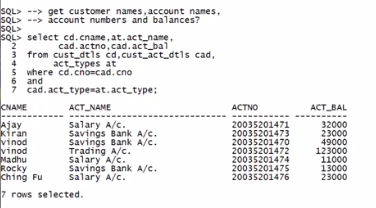 SQL> --> get customer names,account names,
SQL> --> account numbers and balances?
SQL>
SQL> select cd.cname,at.act_name,
2 cad.actno,cad.act_bal
3 from cust_dtls cd,cust_act_dtls cad,
4 act_types at
5 where cd.cno=cad.cno
6 and
7 cad.act_type=at.act_type;
CNAME ACT_NAME ACTNO ACT_BAL
---------- -------------------- ----------- ----------
Ajay Salary A/c. 20035201471 32000
Kiran Savings Bank A/c. 20035201473 23000
vinod Savings Bank A/c. 20035201470 49000
vinod Trading A/c. 20035201472 123000
Madhu Salary A/c. 20035201474 11000
Rocky Savings Bank A/c. 20035201475 13000
Ching Fu Salary A/c. 20035201476 23000
7 rows selected.